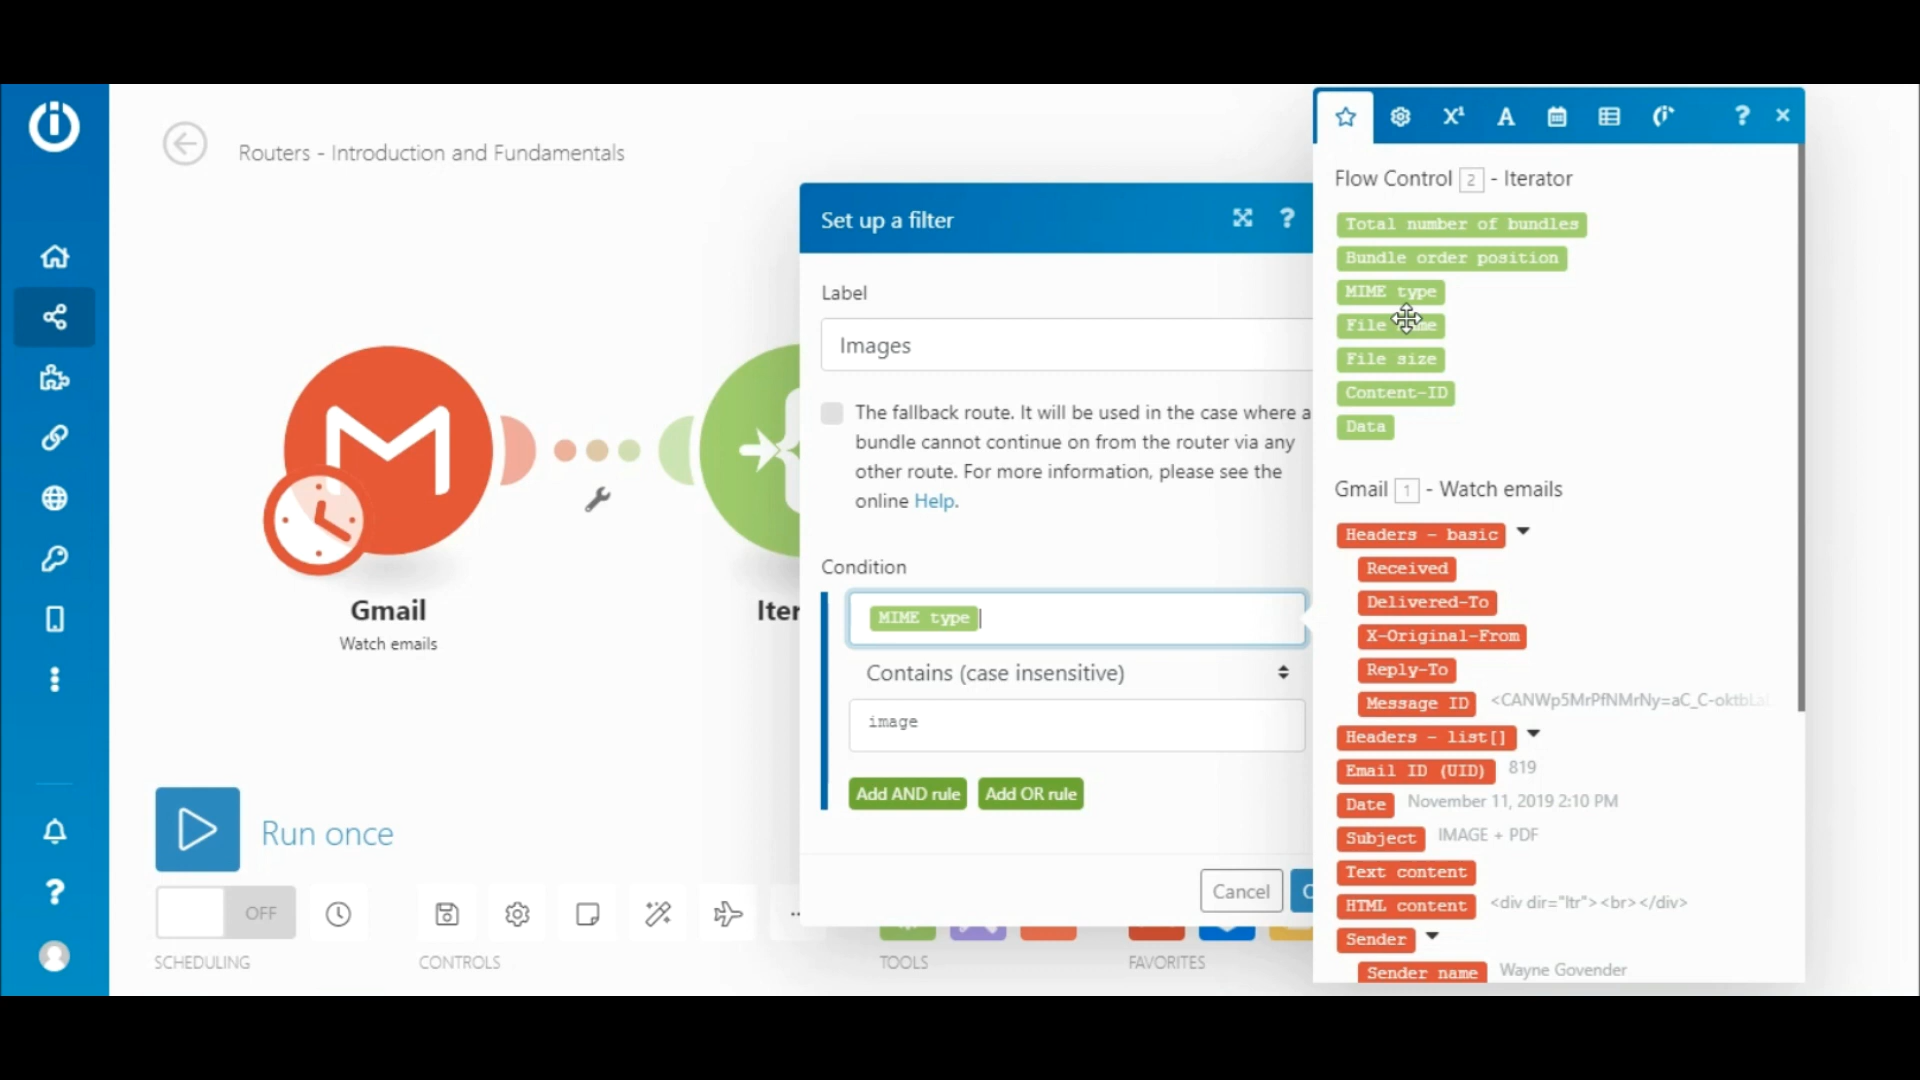 Routers - Introduction and Fundamentals
Gmail
Watch emails
Iter
Run once
OFF
SCHEDULING
CONTROLS
TOOLS
FAVORITES
Set up a filter
?
Label
Images
The fallback route. It will be used in the case where a
bundle cannot continue on from the router via any
other route. For more information, please see the
online Help.
Condition
MIME type
Contains (case insensitive)
image
Add AND rule
Add OR rule
Cancel
Flow Control 2 - Iterator
Total number of bundles
Bundle order position
MIME type
File
File size
Content-ID
Data
Gmail 1 - Watch emails
Headers - basic
Received
Delivered-To
X-Original-From
Reply-To
Message ID <CANWp5MrPfNMrNy=aC_C-oktbLaL
Headers - list[]
Email ID (UID) 819
Date November 11, 2019 2:10 PM
Subject IMAGE + PDF
Text content
HTML content <div dir="ltr"><br></div>
Sender
Sender name Wayne Govender